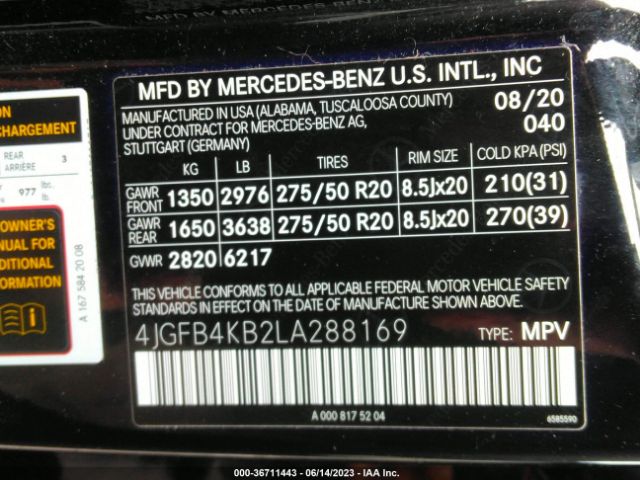 ON
CHARGEMENT
REAR
ARRIÈRE 3
977 lbs.
lb.
OWNER'S
NUAL FOR
DDITIONAL
ORMATION
A 167 584 20 08
MFD BY MERCEDES-BENZ U.S. INTL., INC
MANUFACTURED IN USA (ALABAMA, TUSCALOOSA COUNTY) 08/20
UNDER CONTRACT FOR MERCEDES-BENZ AG, 040
STUTTGART (GERMANY)
KG LB TIRES RIM SIZE COLD KPA (PSI)
GAWR FRONT 1350 2976 275/50 R20 8.5Jx20 210(31)
GAWR REAR 1650 3638 275/50 R20 8.5Jx20 270(39)
GVWR 2820 6217
THIS VEHICLE CONFORMS TO ALL APPLICABLE FEDERAL MOTOR VEHICLE SAFETY
STANDARDS IN EFFECT ON THE DATE OF MANUFACTURE SHOWN ABOVE.
4JGFB4KB2LA288169 TYPE: MPV
A 000 817 52 04
6585590
000-36711443 - 06/14/2023 - IAA Inc.